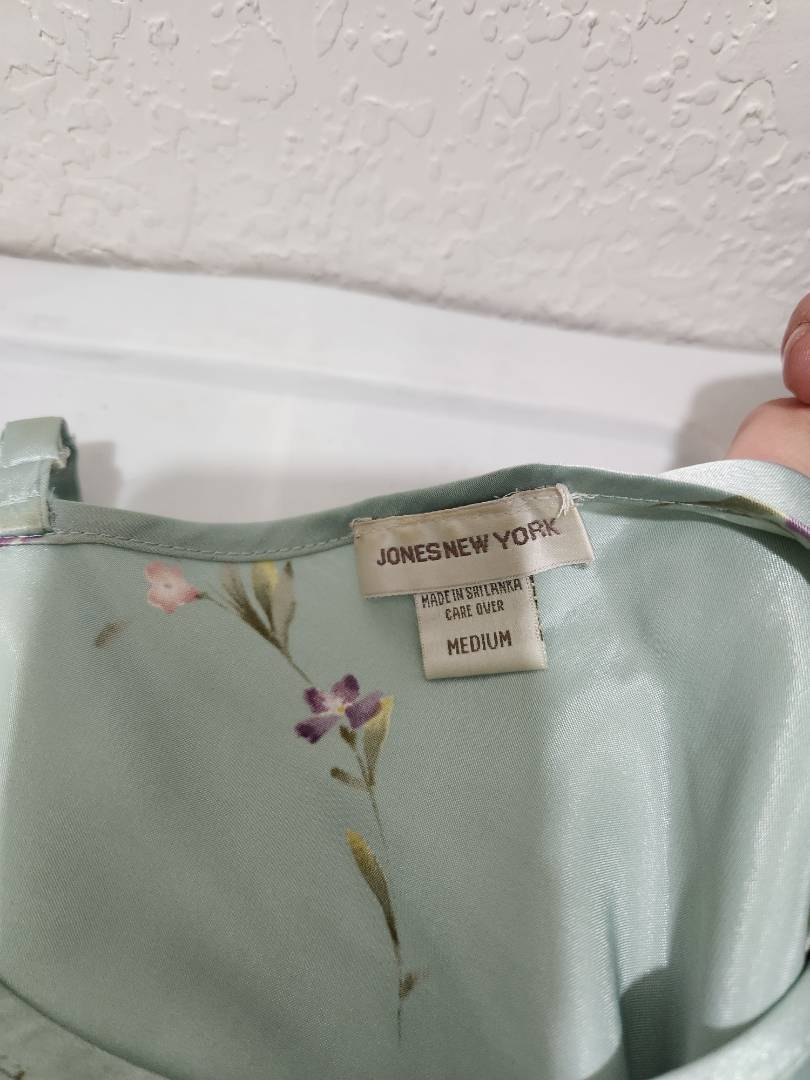 JONES NEW YORK
MADE IN SRI LANKA
CARE OVER
MEDIUM